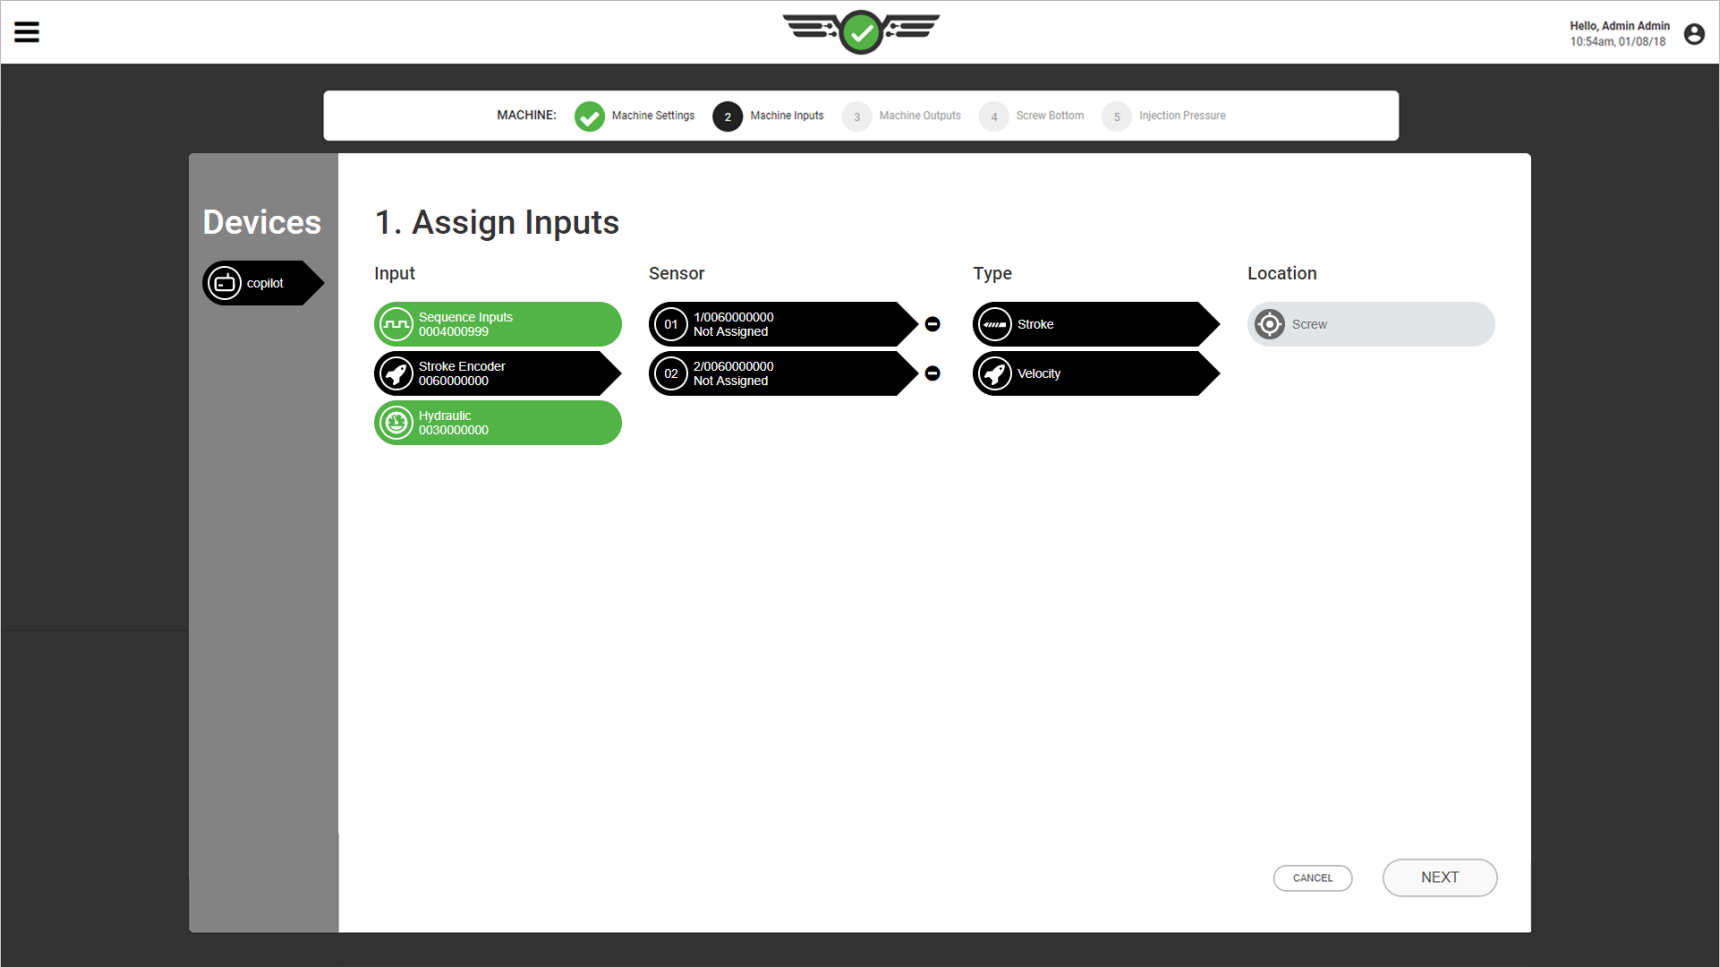 Hello, Admin Admin
10:54am, 01/08/18
MACHINE: Machine Settings 2 Machine Inputs 3 Machine Outputs 4 Screw Bottom 5 Injection Pressure
Devices
copilot
1. Assign Inputs
Input Sensor Type Location
Sequence Inputs
0004000999
01 1/0060000000
Not Assigned
Stroke
Screw
Stroke Encoder
0060000000
02 2/0060000000
Not Assigned
Velocity
Hydraulic
0030000000
CANCEL NEXT